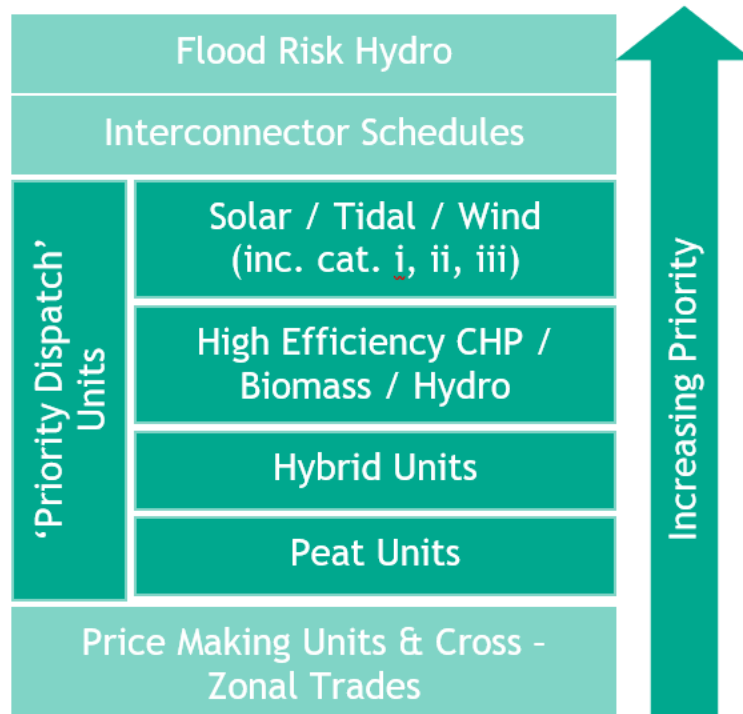 Flood Risk Hydro
Interconnector Schedules
‘Priority Dispatch’
Units
Solar / Tidal / Wind
(inc. cat. i, ii, iii)
High Efficiency CHP /
Biomass / Hydro
Hybrid Units
Peat Units
Price Making Units & Cross –
Zonal Trades
Increasing Priority